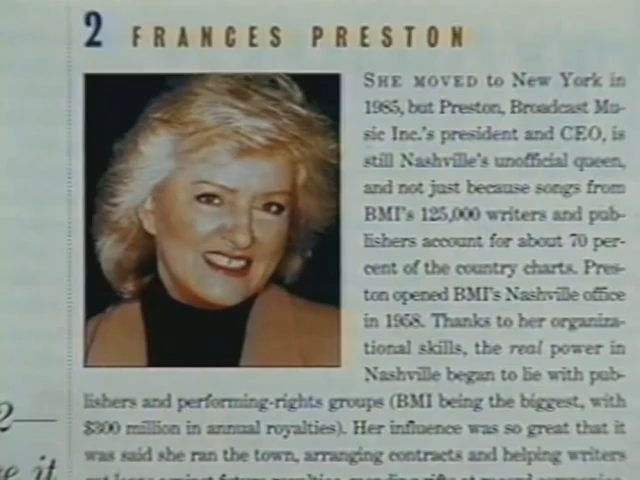 2 FRANCES PRESTON
SHE MOVED to New York in
1985, but Preston, Broadcast Mu-
sic Inc.'s president and CEO, is
still Nashville's unofficial queen,
and not just because songs from
BMI's 125,000 writers and pub-
lishers account for about 70 per-
cent of the country charts. Pres-
ton opened BMI's Nashville office
in 1958. Thanks to her organiza-
tional skills, the real power in
Nashville began to lie with pub-
lishers and performing-rights groups (BMI being the biggest, with
$300 million in annual royalties). Her influence was so great that it
was said she ran the town, arranging contracts and helping writers
2—
it